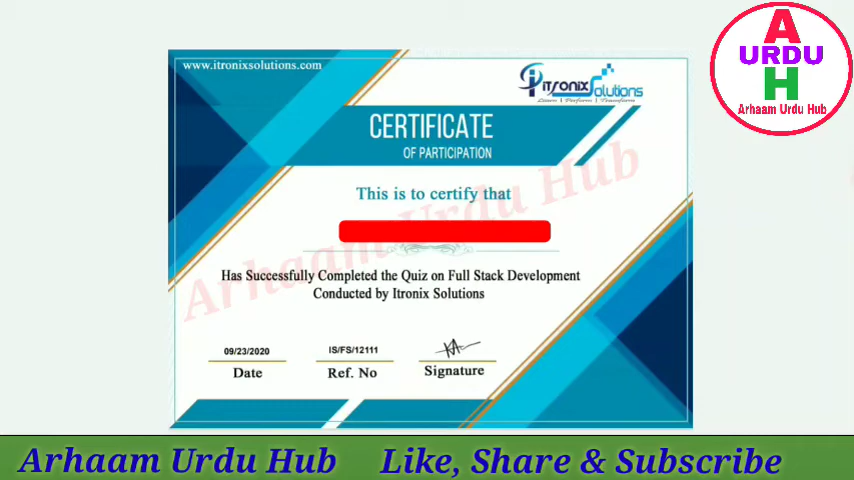 www.itronixsolutions.com
itronix Solutions
Learn | Perform | Transform
A
URDU
H
Arhaam Urdu Hub
CERTIFICATE
OF PARTICIPATION
This is to certify that
Arhaam Urdu Hub
Has Successfully Completed the Quiz on Full Stack Development
Conducted by Itronix Solutions
09/23/2020 IS/FS/12111
Date Ref. No Signature
Arhaam Urdu Hub Like, Share & Subscribe